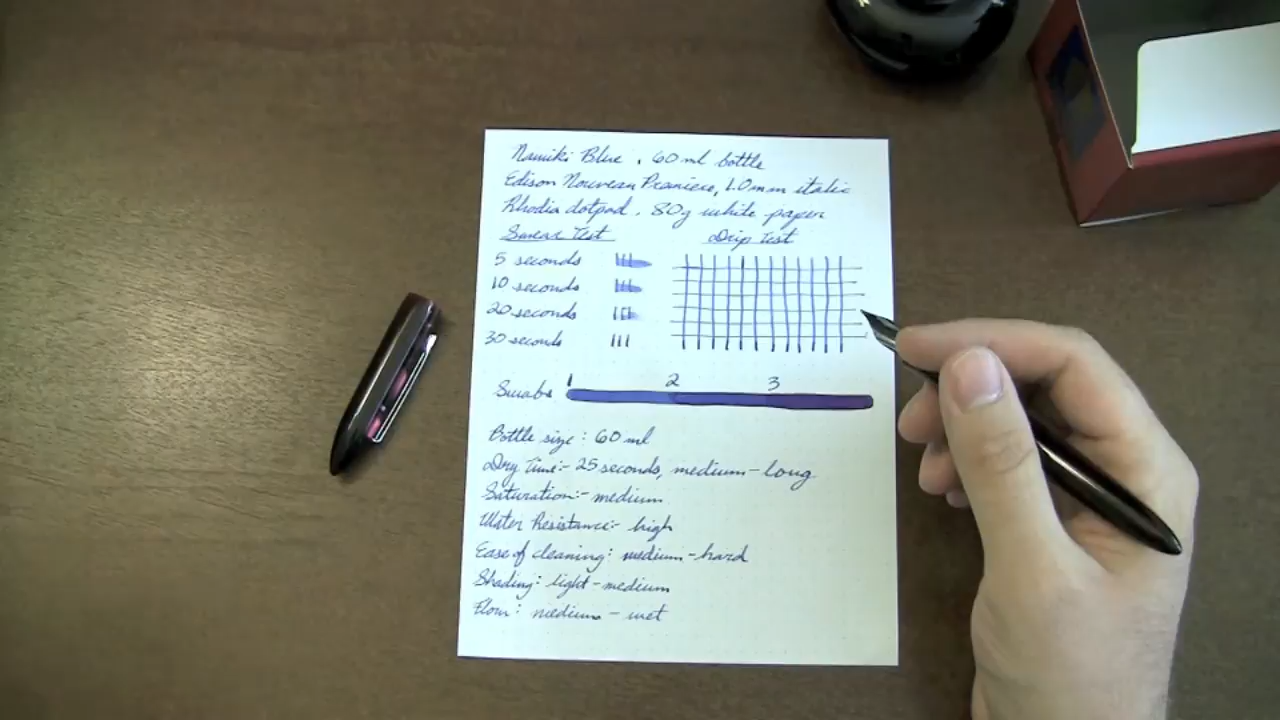 Namiki Blue, 60 ml bottle
Edison Nouveau Premiere, 1.0mm italic
Rhodia dotpad, 80g white paper
Smear Test Drip Test
5 seconds
10 seconds
20 seconds
30 seconds
1 2 3
Swabs
Bottle size: 60 ml
Dry Time:- 25 seconds, medium-long
Saturation:- medium
Water Resistance:- high
Ease of cleaning: medium-hard
Shading: light-medium
Flow: medium - wet